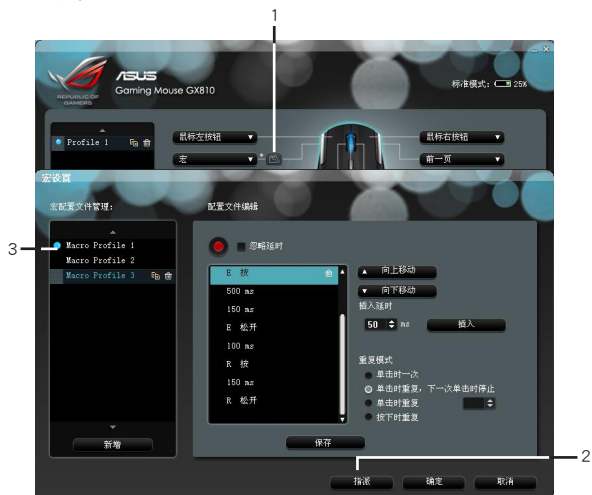 1
REPUBLIC OF
GAMERS
ASUS
Gaming Mouse GX810
标准模式: 25%
Profile 1
鼠标左按钮
鼠标右按钮
宏
前一页
宏设置
宏配置文件管理:
配置文件编辑
3
Macro Profile 1
Macro Profile 2
Macro Profile 3
忽略延时
E 按
500 ms
150 ms
E 松开
100 ms
R 按
150 ms
R 松开
向上移动
向下移动
插入延时
50 ms 插入
重复模式
单击时一次
单击时重复,下一次单击时停止
单击时重复
按下时重复
新增
保存
2
指派 确定 取消